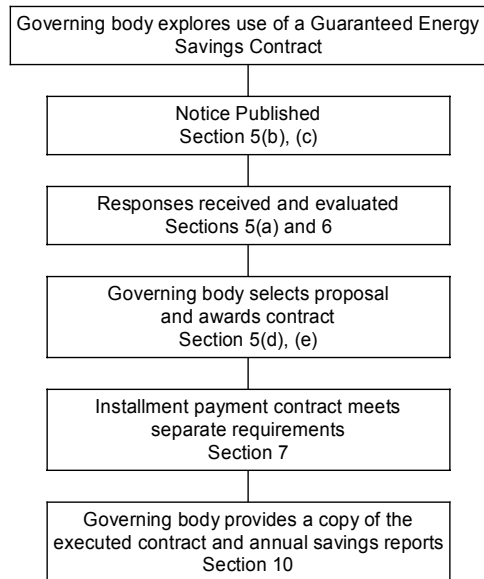 Governing body explores use of a Guaranteed Energy
Savings Contract
Notice Published
Section 5(b), (c)
Responses received and evaluated
Sections 5(a) and 6
Governing body selects proposal
and awards contract
Section 5(d), (e)
Installment payment contract meets
separate requirements
Section 7
Governing body provides a copy of the
executed contract and annual savings reports
Section 10